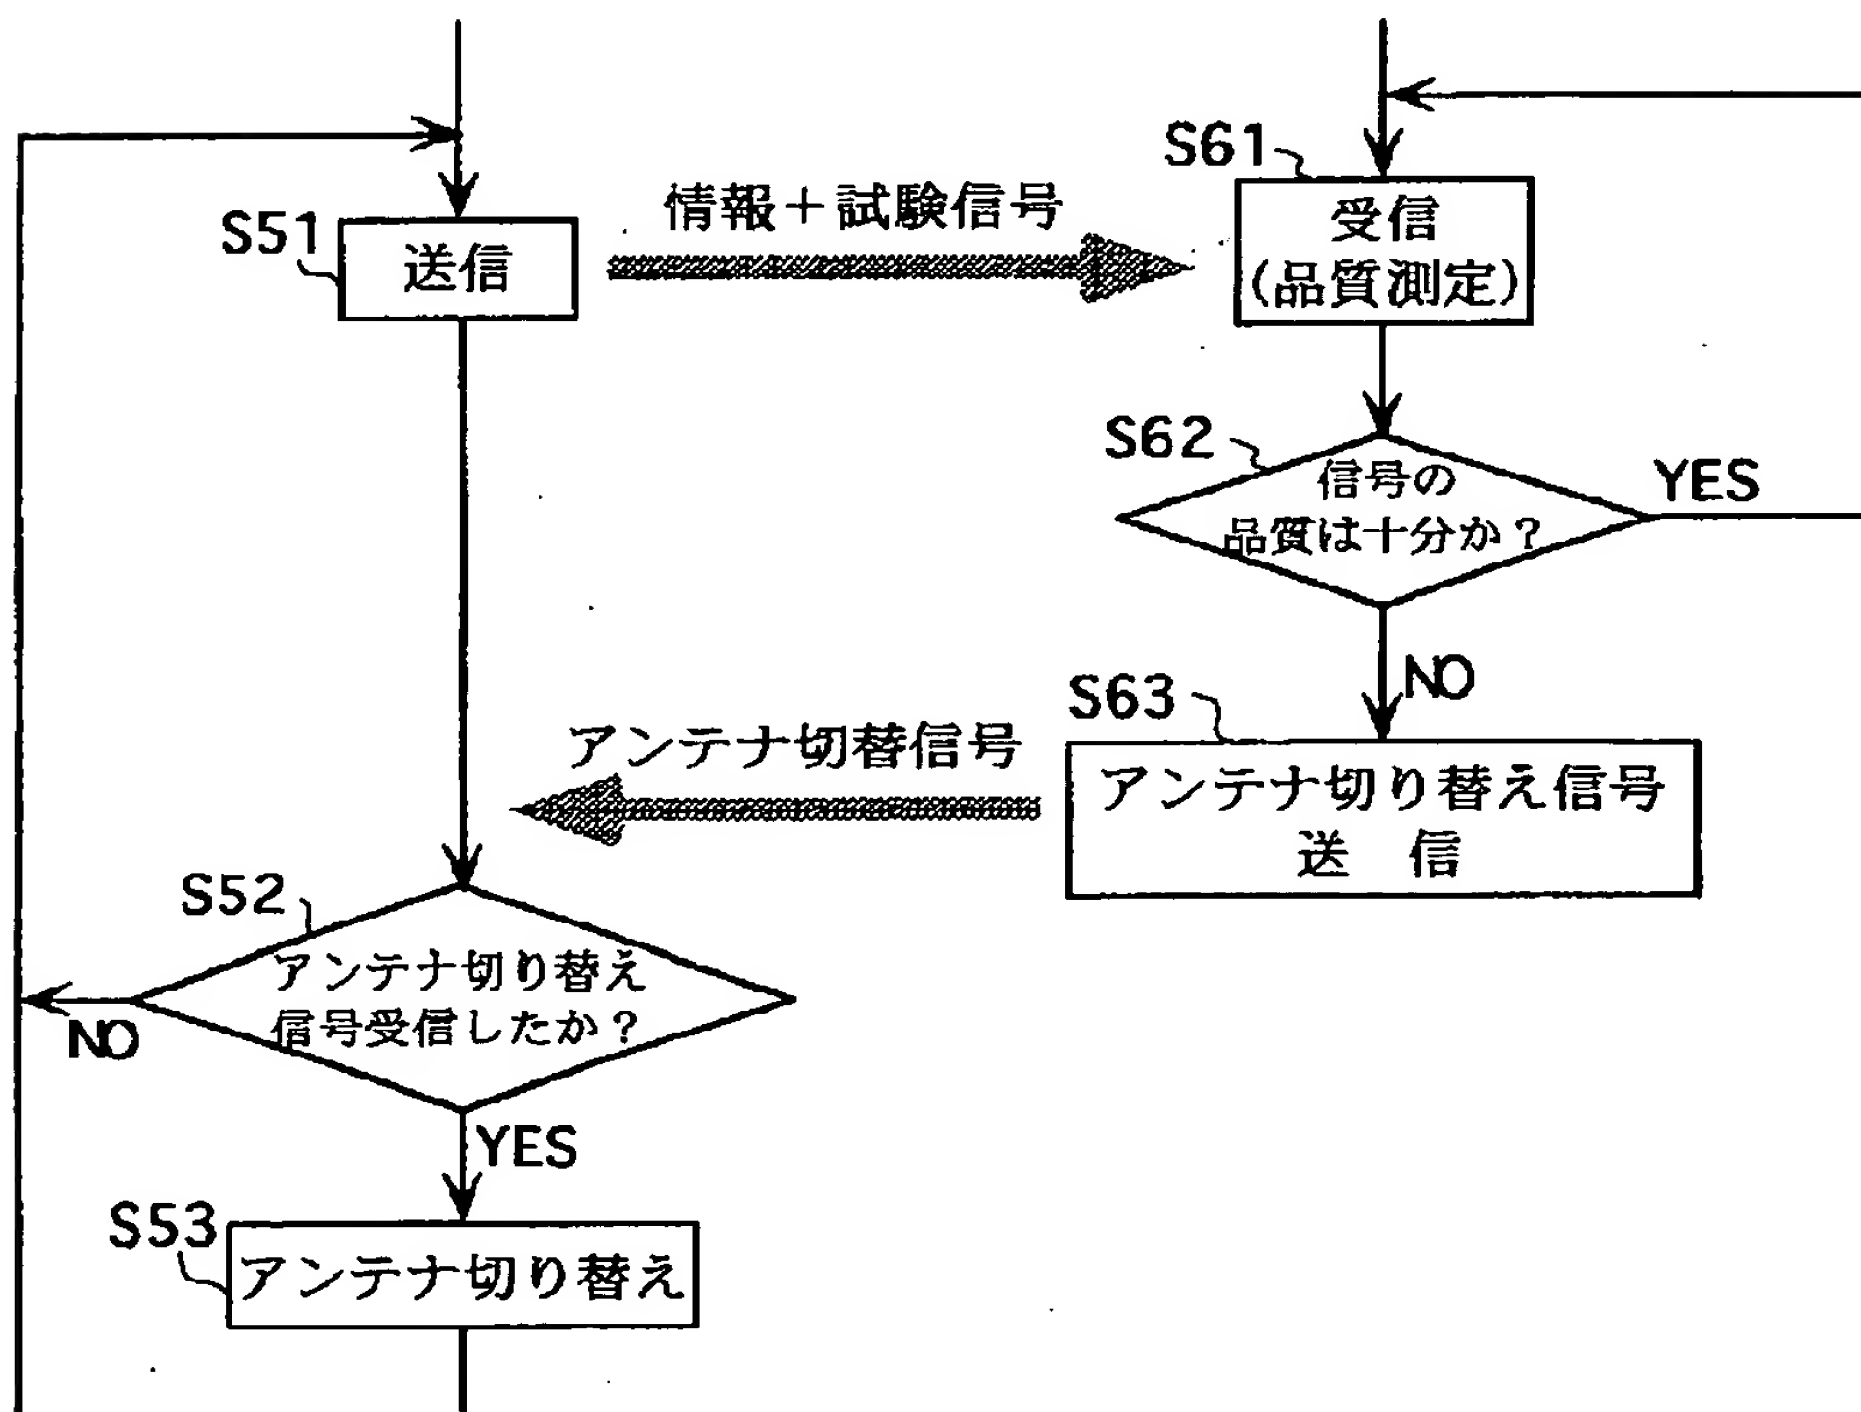 S61
情報＋試験信号
受信
S51
送信
(品質測定)
S62
信号の
YES
品質は十分か？
NO
S63
アンテナ切替信号
アンテナ切り替え信号
送　信
S52
アンテナ切り替え
信号受信したか？
NO
YES
S53
アンテナ切り替え